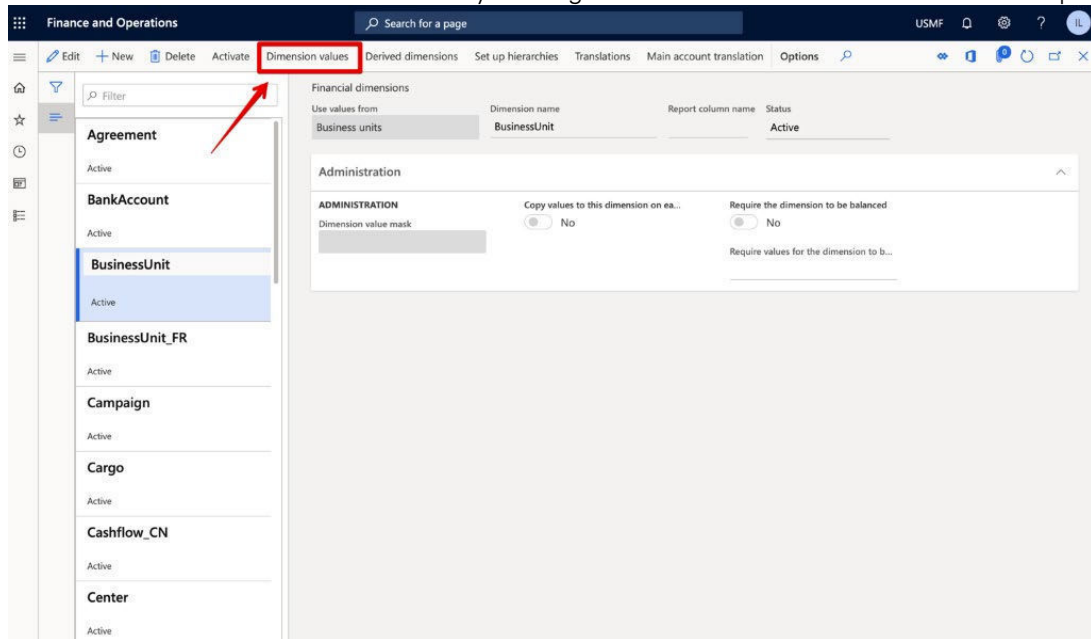 Finance and Operations
Search for a page
USMF
?
IL
Edit + New Delete Activate Dimension values Derived dimensions Set up hierarchies Translations Main account translation Options
0
Filter
Agreement
Active
BankAccount
Active
BusinessUnit
Active
BusinessUnit_FR
Active
Campaign
Active
Cargo
Active
Cashflow_CN
Active
Center
Active
Financial dimensions
Use values from Dimension name Report column name Status
Business units BusinessUnit Active
Administration
ADMINISTRATION Copy values to this dimension on ea... Require the dimension to be balanced
Dimension value mask No No
Require values for the dimension to b...